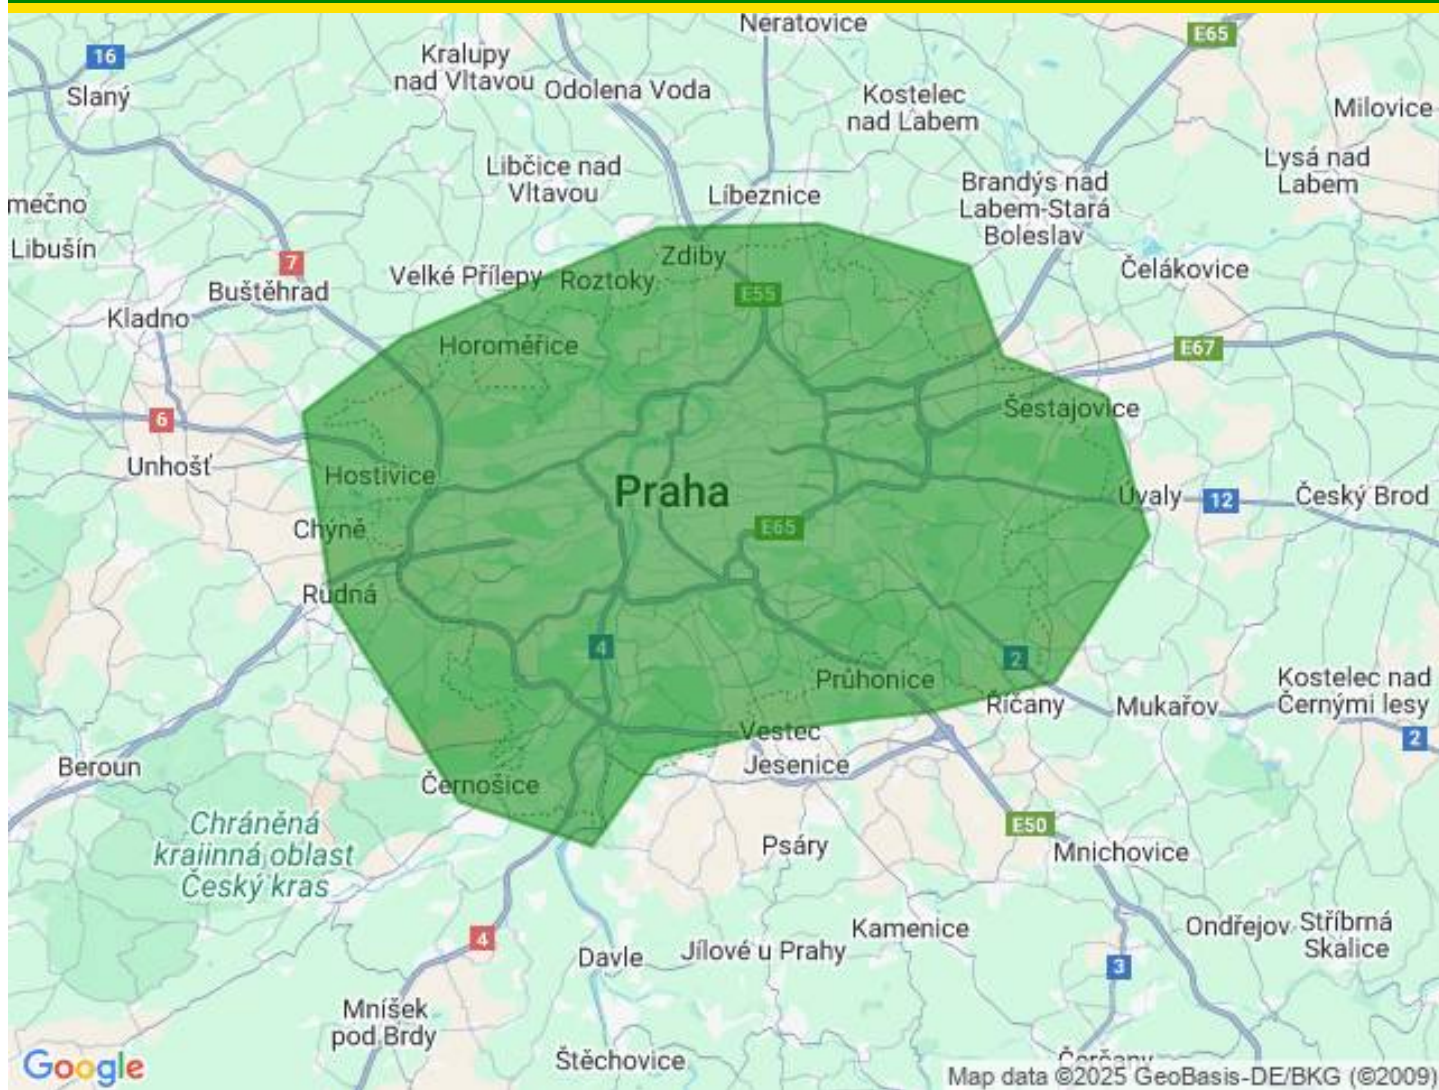 Neratovice
E65
16
Kralupy
nad Vltavou
Odolena Voda
Slaný
Kostelec
nad Labem
Milovice
Libčice nad
Vltavou
Líbeznice
Brandýs nad
Labem-Stará
Boleslav
Lysá nad
Labem
mečno
Libušín
7
Zdiby
Velké Přílepy
Roztoky
Čelákovice
Buštěhrad
E55
Kladno
Horoměřice
E67
6
Šestajovice
Unhošť
Hostivice
Praha
Úvaly
12
Český Brod
Chýně
E65
Rudná
4
2
Průhonice
Říčany
Mukařov
Kostelec nad
Černými lesy
2
Vestec
Jesenice
Beroun
Černošice
Chráněná
krajinná oblast
Český kras
E50
Psáry
Mnichovice
4
Kamenice
Ondřejov
Stříbrná
Skalice
Davle
Jílové u Prahy
3
Mníšek
pod Brdy
Štěchovice
Čerčany
Google
Map data ©2025 GeoBasis-DE/BKG (©2009)